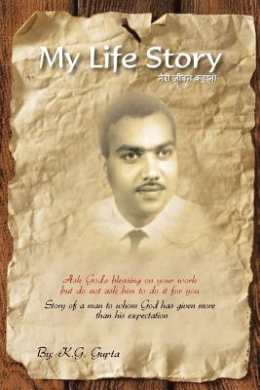 My Life Story
मेरी जीवन कहानी
Ask God's blessing on your work
but do not ask him to do it for you
Story of a man to whom God has given more
than his expectation
By: K.G. Gupta